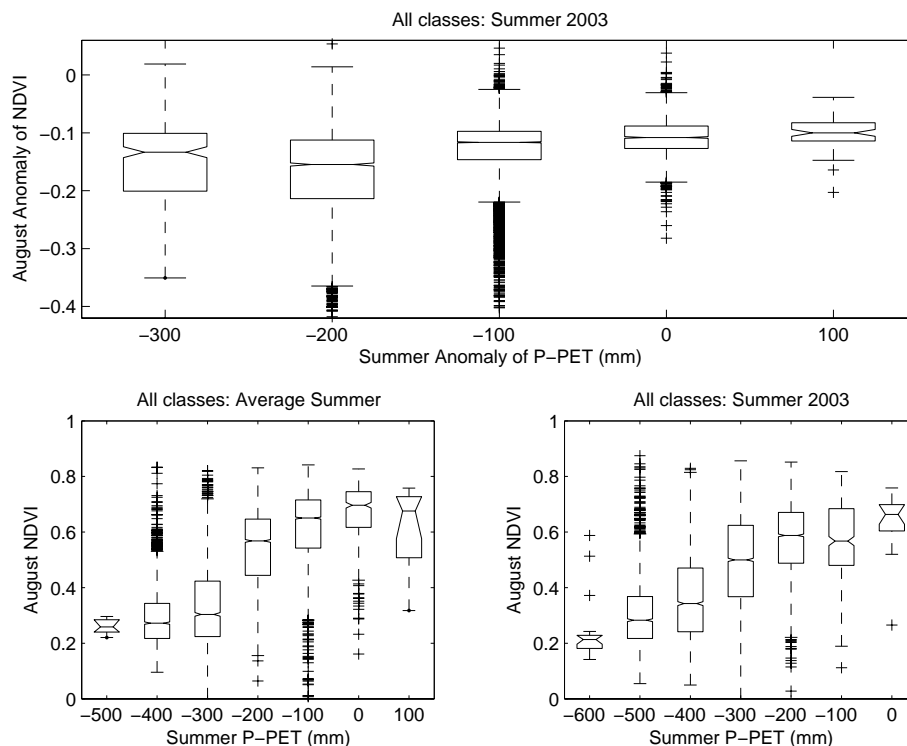 All classes: Summer 2003
0
−0.1
−0.2
−0.3
−0.4
August Anomaly of NDVI
−300 −200 −100 0 100
Summer Anomaly of P−PET (mm)
All classes: Average Summer
1
0.8
0.6
0.4
0.2
0
August NDVI
−500 −400 −300 −200 −100 0 100
Summer P−PET (mm)
All classes: Summer 2003
1
0.8
0.6
0.4
0.2
0
August NDVI
−600 −500 −400 −300 −200 −100 0
Summer P−PET (mm)